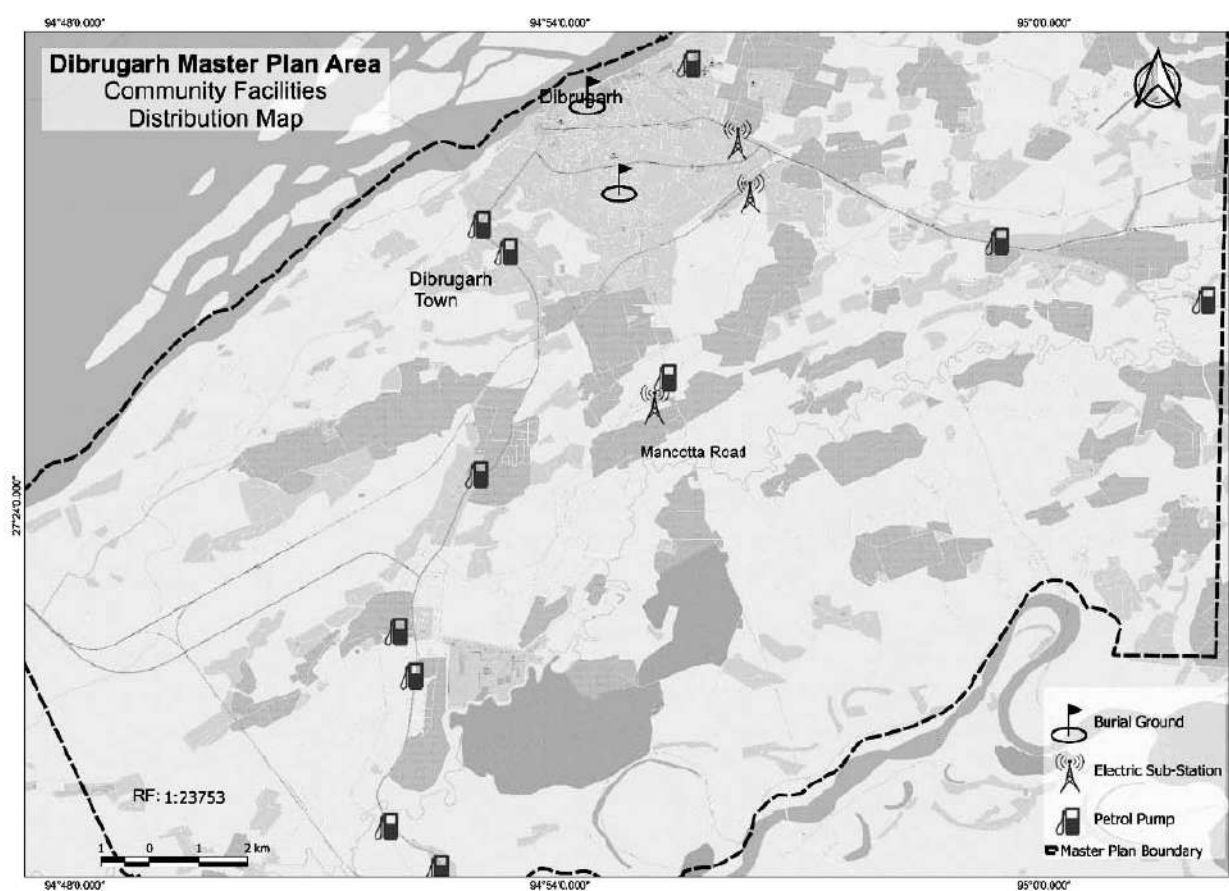 94°48'0.000"
94°54'0.000"
95°0'0.000"
Dibrugarh Master Plan Area
Community Facilities
Distribution Map
Dibrugarh
Dibrugarh
Town
Mancotta Road
27°24'0.000"
RF: 1:23753
1 0 1 2 km
Burial Ground
Electric Sub-Station
Petrol Pump
Master Plan Boundary
94°48'0.000"
94°54'0.000"
95°0'0.000"